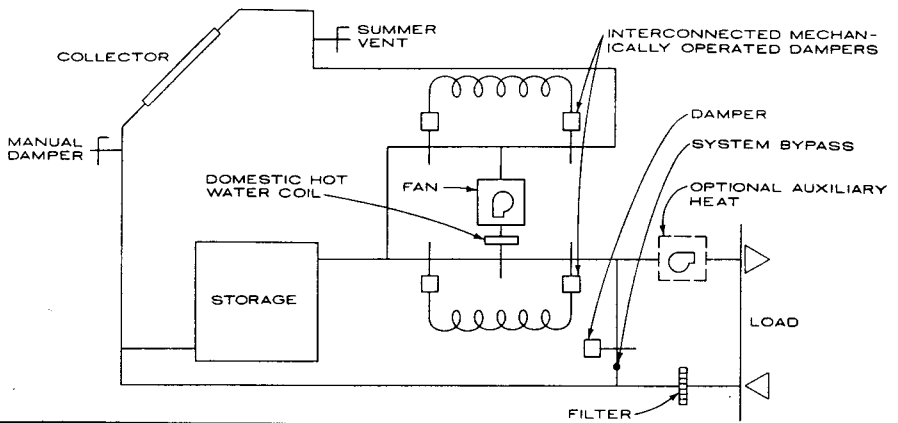 SUMMER
VENT
INTERCONNECTED MECHAN-
ICALLY OPERATED DAMPERS
COLLECTOR
DAMPER
MANUAL
DAMPER
SYSTEM BYPASS
DOMESTIC HOT
WATER COIL
FAN
OPTIONAL AUXILIARY
HEAT
STORAGE
LOAD
FILTER